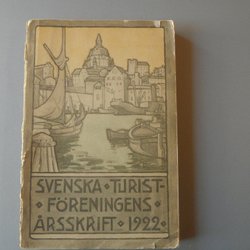 SVENSKA · TURIST-
FÖRENINGENS
ÅRSSKRIFT · 1922 ·